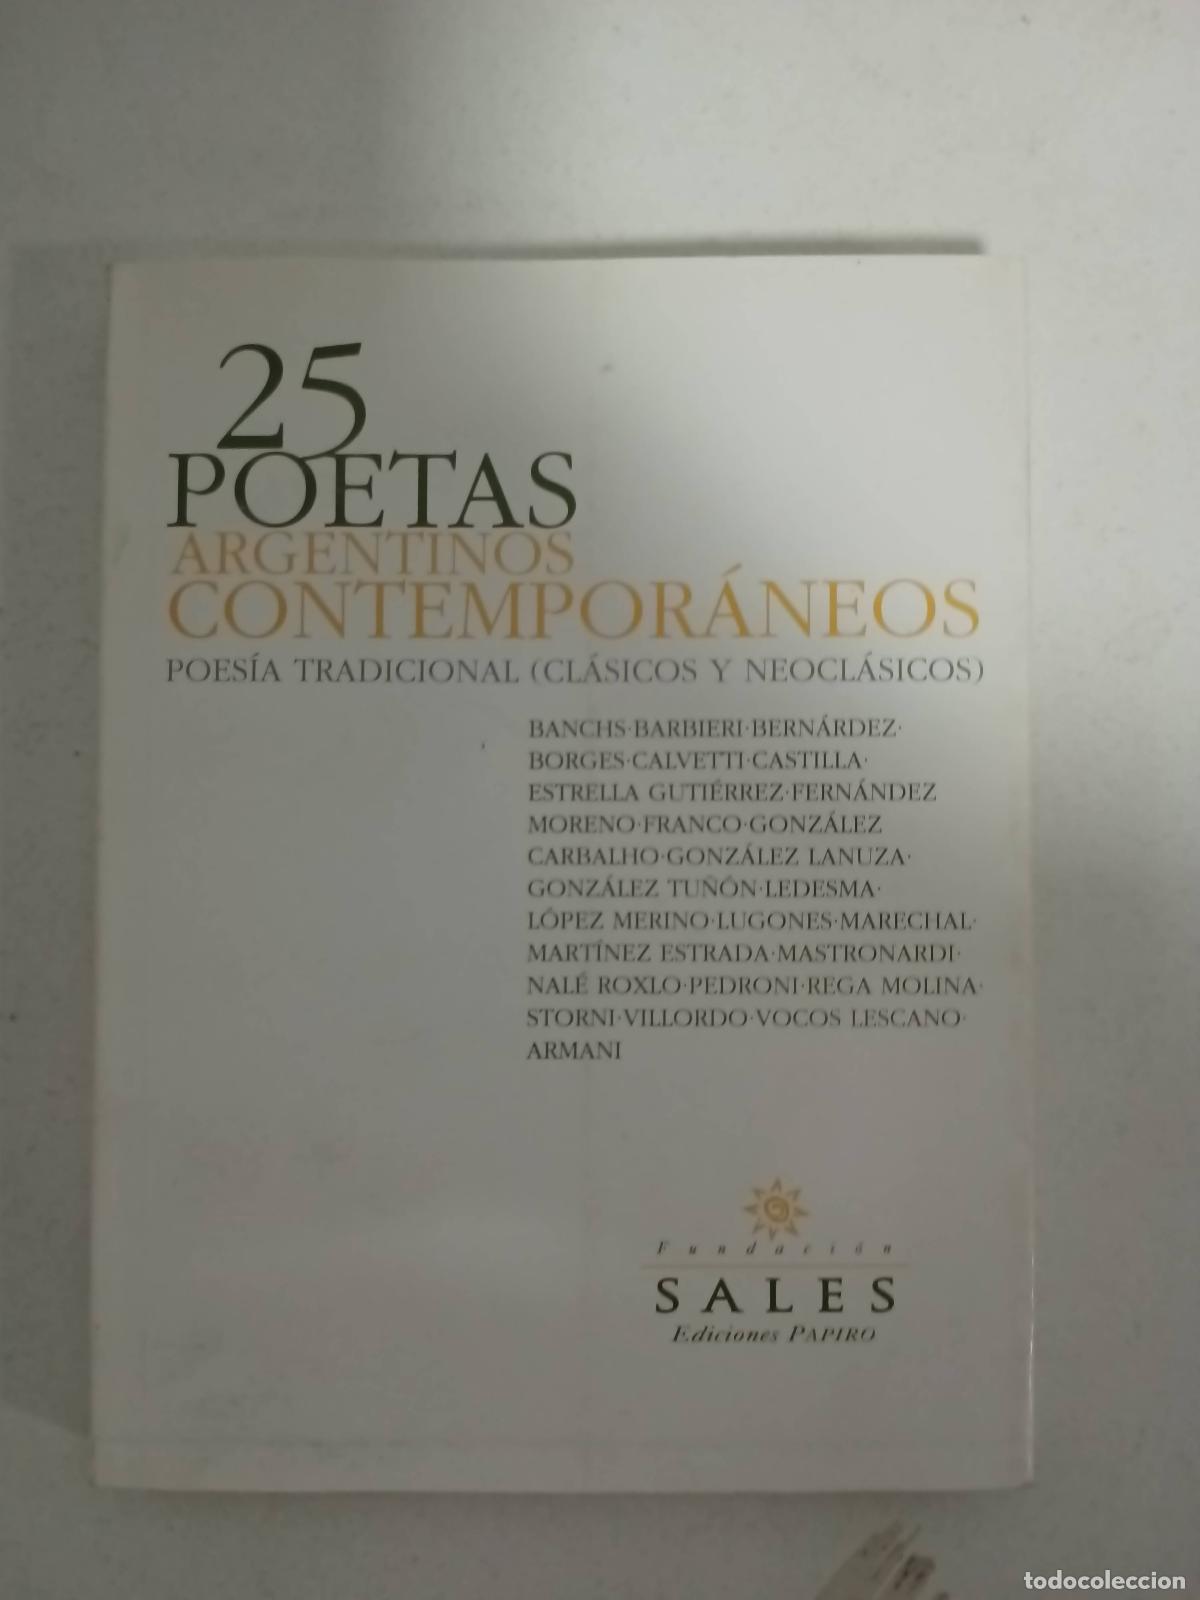 25
POETAS
ARGENTINOS
CONTEMPORÁNEOS
POESÍA TRADICIONAL (CLÁSICOS Y NEOCLÁSICOS)
BANCHS·BARBIERI·BERNÁRDEZ·
BORGES·CALVETTI·CASTILLA·
ESTRELLA GUTIÉRREZ·FERNÁNDEZ
MORENO·FRANCO·GONZÁLEZ
CARBALHO·GONZÁLEZ LANUZA·
GONZÁLEZ TUÑÓN·LEDESMA·
LÓPEZ MERINO·LUGONES·MARECHAL·
MARTÍNEZ ESTRADA·MASTRONARDI·
NALÉ ROXLO·PEDRONI·REGA MOLINA·
STORNI·VILLORDO·VOCOS LESCANO·
ARMANI
Fundación
SALES
Ediciones PAPIRO
todocoleccion